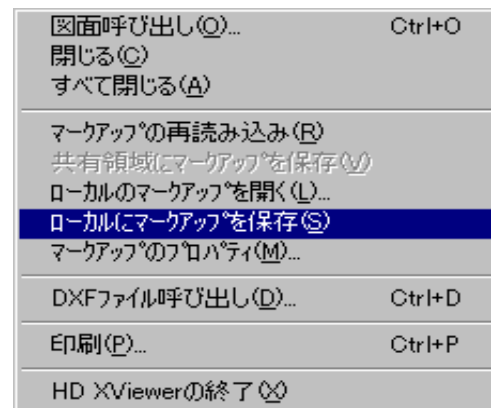 図面呼び出し(O)... Ctrl+O
閉じる(C)
すべて閉じる(A)
マークアップの再読み込み(R)
共有領域にマークアップを保存(V)
ローカルのマークアップを開く(L)...
ローカルにマークアップを保存(S)
マークアップのプロパティ(M)...
DXFファイル呼び出し(D)... Ctrl+D
印刷(P)... Ctrl+P
HD XViewerの終了(X)